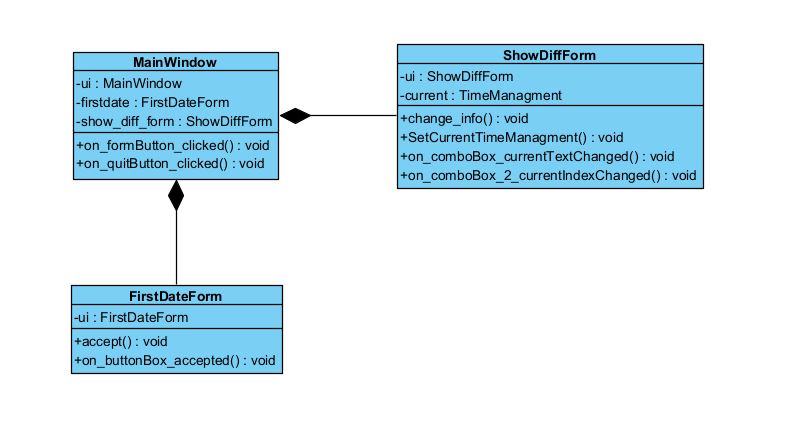 MainWindow
-ui : MainWindow
-firstdate : FirstDateForm
-show_diff_form : ShowDiffForm
+on_formButton_clicked() : void
+on_quitButton_clicked() : void
ShowDiffForm
-ui : ShowDiffForm
-current : TimeManagment
+change_info() : void
+SetCurrentTimeManagment() : void
+on_comboBox_currentTextChanged() : void
+on_comboBox_2_currentIndexChanged() : void
FirstDateForm
-ui : FirstDateForm
+accept() : void
+on_buttonBox_accepted() : void